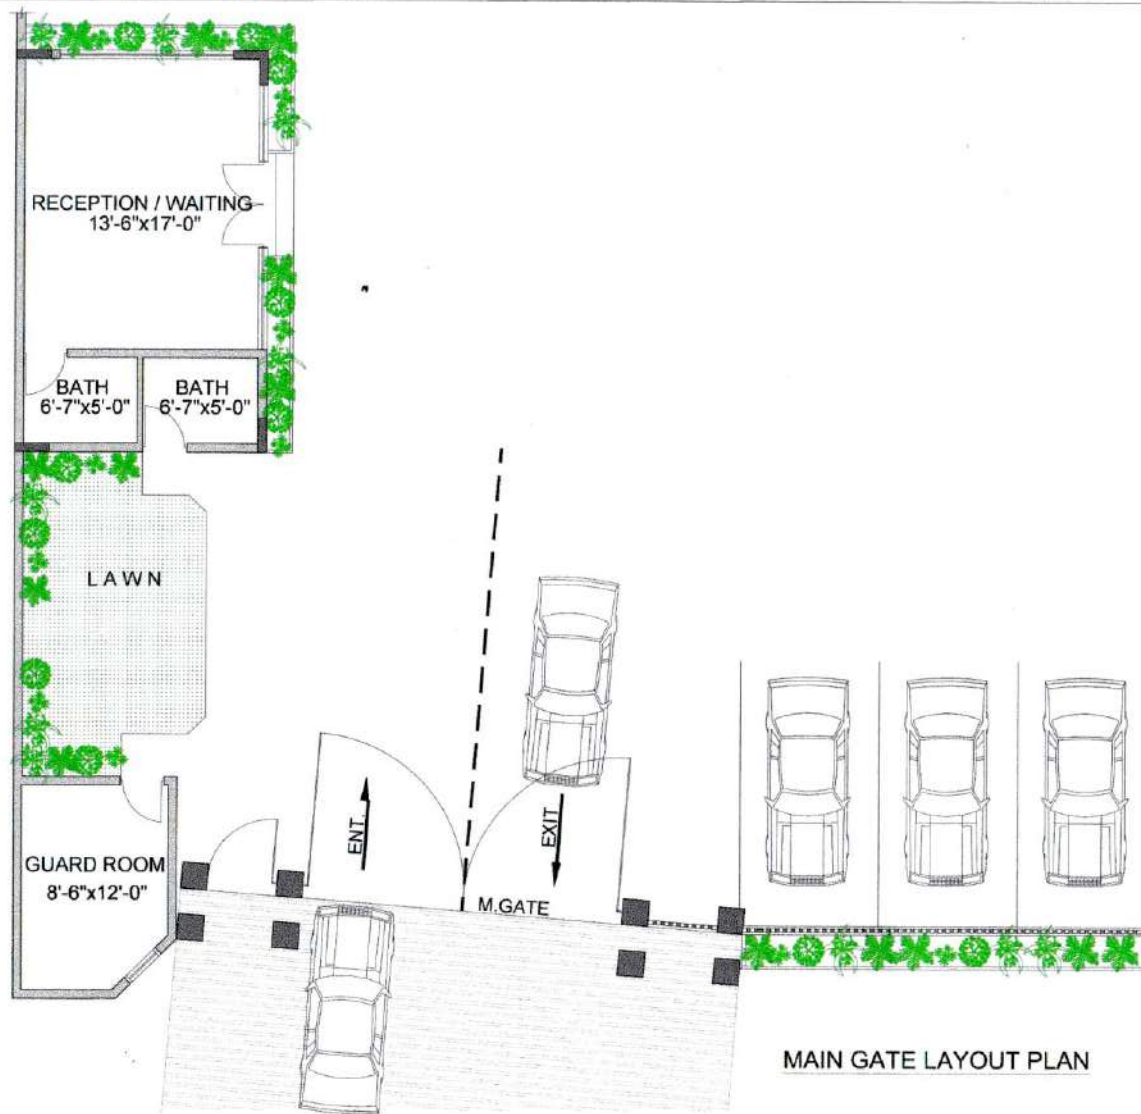 RECEPTION / WAITING
13'-6"x17'-0"
BATH
6'-7"x5'-0"
BATH
6'-7"x5'-0"
LAWN
ENT.
EXIT
GUARD ROOM
8'-6"x12'-0"
M.GATE
MAIN GATE LAYOUT PLAN